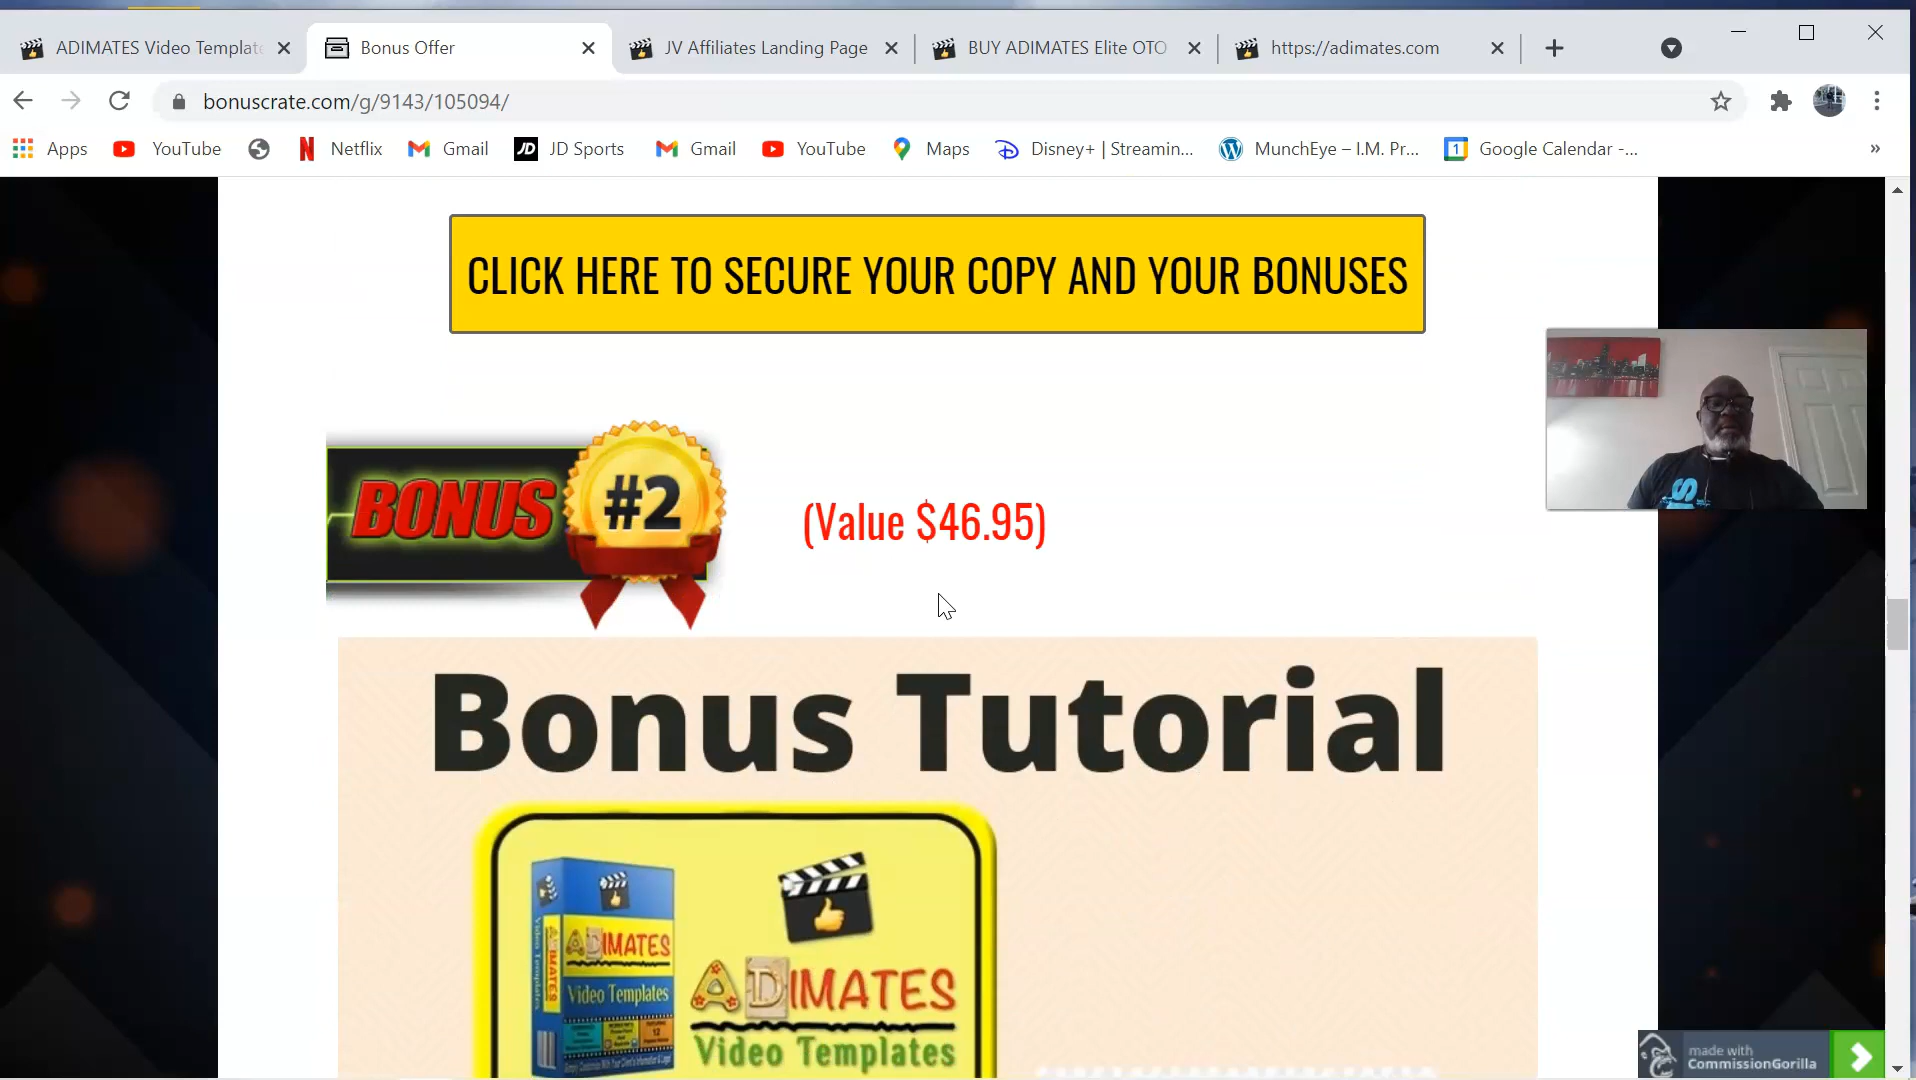 ADIMATES Video Templat
Bonus Offer
JV Affiliates Landing Page
BUY ADIMATES Elite OTO
https://adimates.com
bonuscrate.com/g/9143/105094/
Apps
YouTube
Netflix
Gmail
JD
JD Sports
Gmail
YouTube
Maps
Disney+ | Streamin...
MunchEye – I.M. Pr...
1
Google Calendar -...
»
CLICK HERE TO SECURE YOUR COPY AND YOUR BONUSES
BONUS #2
(Value $46.95)
Bonus Tutorial
ADIMATES
Video Templates
ADIMATES
Video Templates
made with
CommissionGorilla